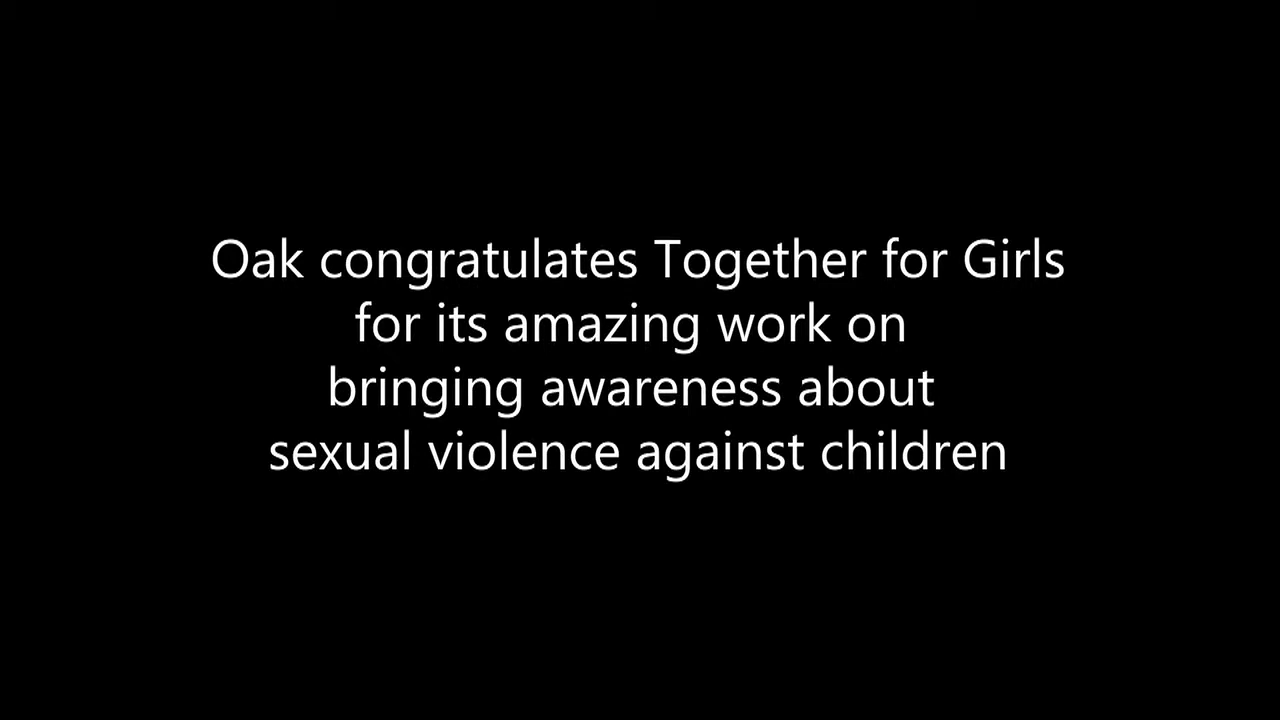 Oak congratulates Together for Girls
for its amazing work on
bringing awareness about
sexual violence against children